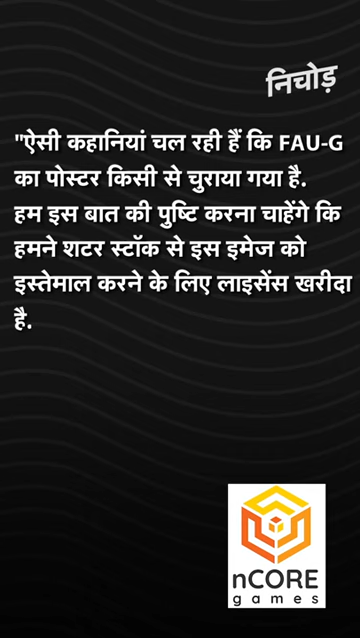 निचोड़
"ऐसी कहानियां चल रही हैं कि FAU-G
का पोस्टर किसी से चुराया गया है.
हम इस बात की पुष्टि करना चाहेंगे कि
हमने शटर स्टॉक से इस इमेज को
इस्तेमाल करने के लिए लाइसेंस खरीदा
है.
nCORE
games